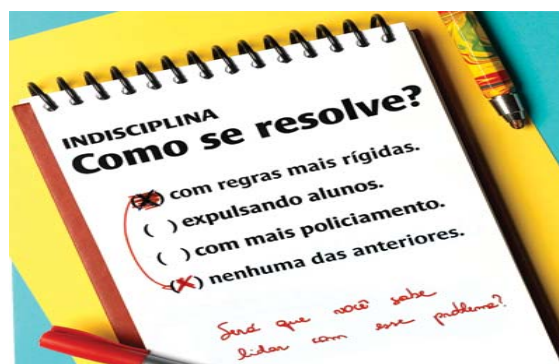 INDISCIPLINA
Como se resolve?
(X) com regras mais rígidas.
( ) expulsando alunos.
( ) com mais policiamento.
(X) nenhuma das anteriores.
Será que você sabe
lidar com esse problema?